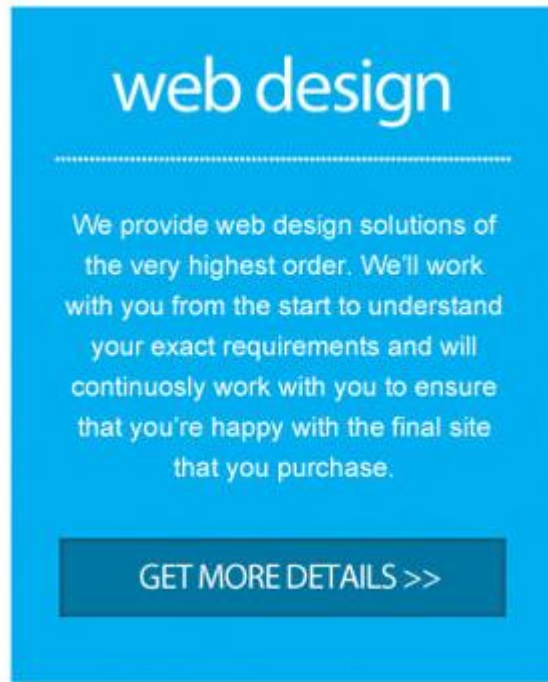 web design
We provide web design solutions of
the very highest order. We'll work
with you from the start to understand
your exact requirements and will
continuosly work with you to ensure
that you're happy with the final site
that you purchase.
GET MORE DETAILS >>